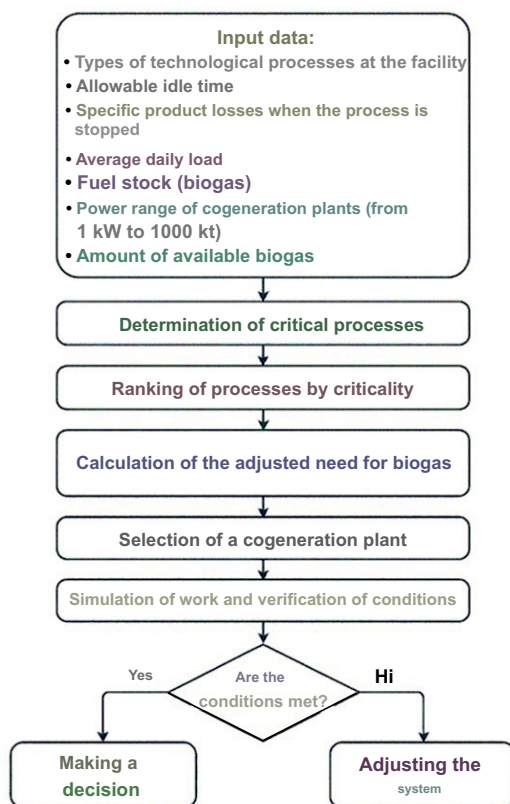 Input data:
• Types of technological processes at the facility
• Allowable idle time
• Specific product losses when the process is
stopped
• Average daily load
• Fuel stock (biogas)
• Power range of cogeneration plants (from
1 kW to 1000 kt)
• Amount of available biogas
Determination of critical processes
Ranking of processes by criticality
Calculation of the adjusted need for biogas
Selection of a cogeneration plant
Simulation of work and verification of conditions
Yes
Are the
conditions met?
Hi
Making a
decision
Adjusting the
system